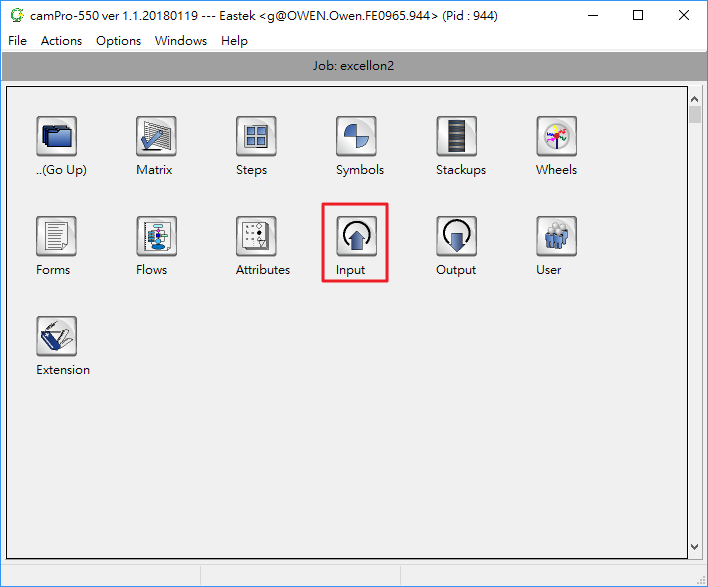 camPro-550 ver 1.1.20180119 --- Eastek <g@OWEN.Owen.FE0965.944> (Pid : 944)
File Actions Options Windows Help
Job: excellon2
..(Go Up) Matrix Steps Symbols Stackups Wheels
Forms Flows Attributes Input Output User
Extension